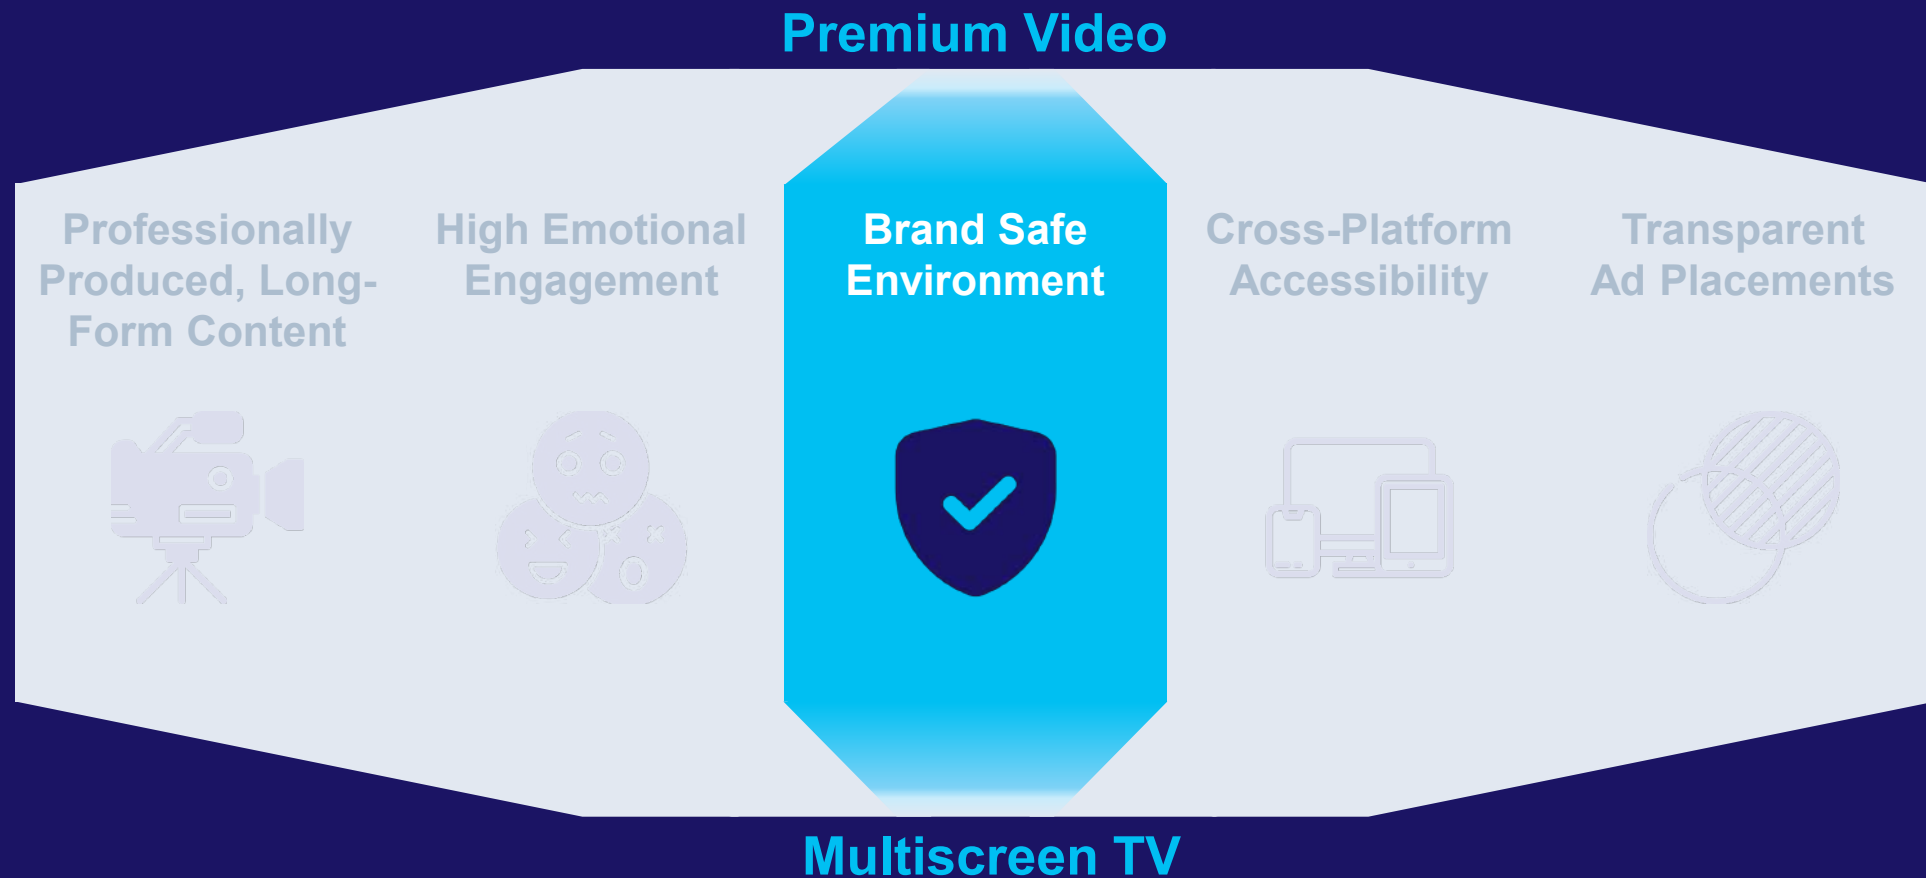 Premium Video
Professionally
Produced, Long-
Form Content
High Emotional
Engagement
Brand Safe
Environment
Cross-Platform
Accessibility
Transparent
Ad Placements
Multiscreen TV